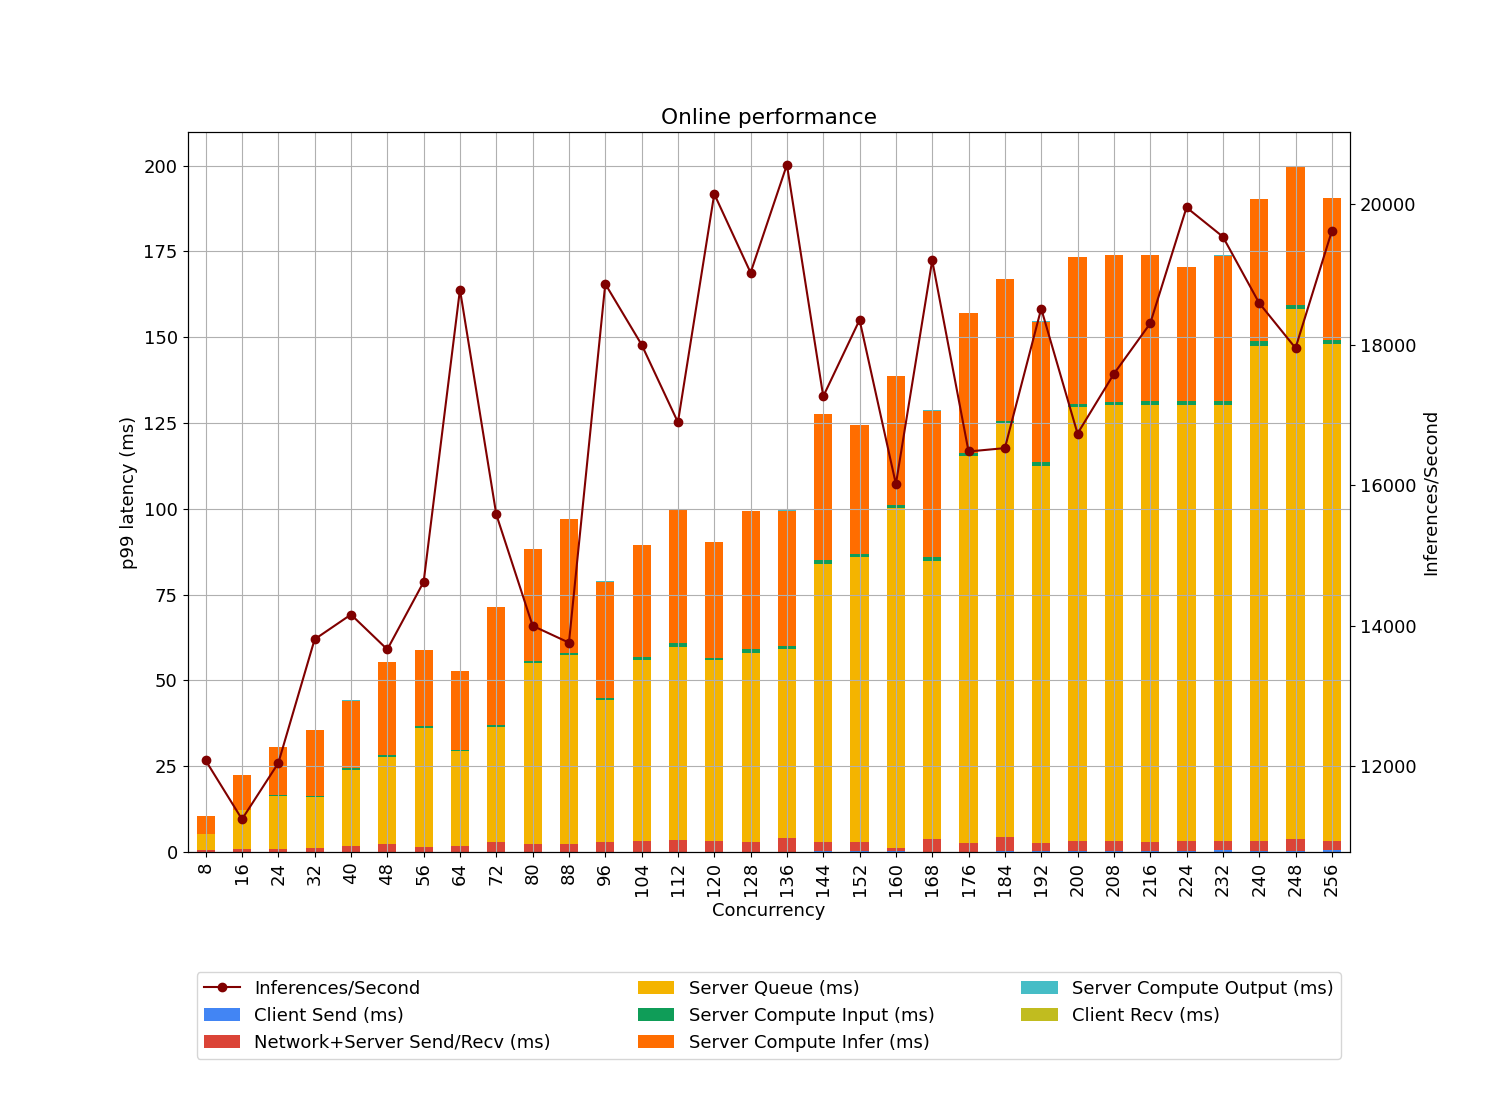 Online performance
200
175
150
125
100
75
50
25
0
p99 latency (ms)
20000
18000
16000
14000
12000
Inferences/Second
8 16 24 32 40 48 56 64 72 80 88 96 104 112 120 128 136 144 152 160 168 176 184 192 200 208 216 224 232 240 248 256
Concurrency
Inferences/Second
Client Send (ms)
Network+Server Send/Recv (ms)
Server Queue (ms)
Server Compute Input (ms)
Server Compute Infer (ms)
Server Compute Output (ms)
Client Recv (ms)